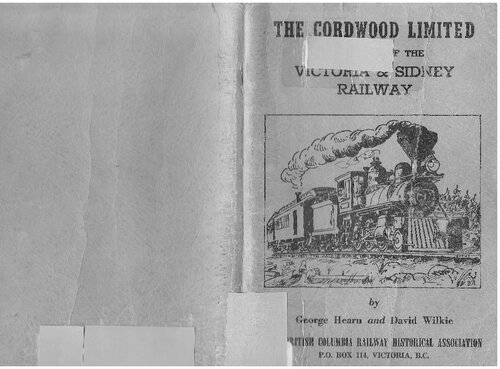 THE CORDWOOD LIMITED
F THE
VICTORIA & SIDNEY
RAILWAY
by
George Hearn and David Wilkie
BRITISH COLUMBIA RAILWAY HISTORICAL ASSOCIATION
P.O. BOX 114, VICTORIA, B.C.